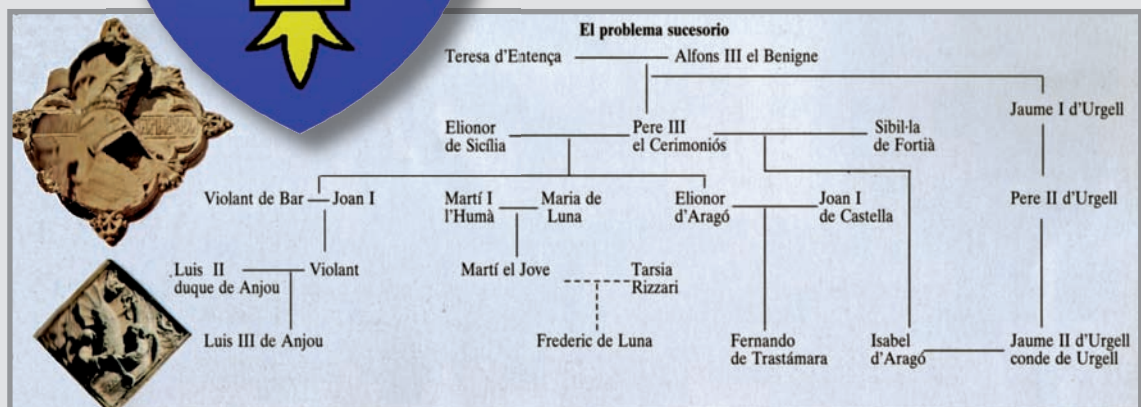 El problema sucesorio
Teresa d'Entença
Alfons III el Benigne
Jaume I d'Urgell
Elionor
de Sicília
Pere III
el Cerimoniós
Sibil·la
de Fortià
Violant de Bar
Joan I
Martí I
l'Humà
Maria de
Luna
Elionor
d'Aragó
Joan I
de Castella
Pere II d'Urgell
Luis II
duque de Anjou
Violant
Martí el Jove
Tarsia
Rizzari
Luis III de Anjou
Frederic de Luna
Fernando
de Trastámara
Isabel
d'Aragó
Jaume II d'Urgell
conde de Urgell